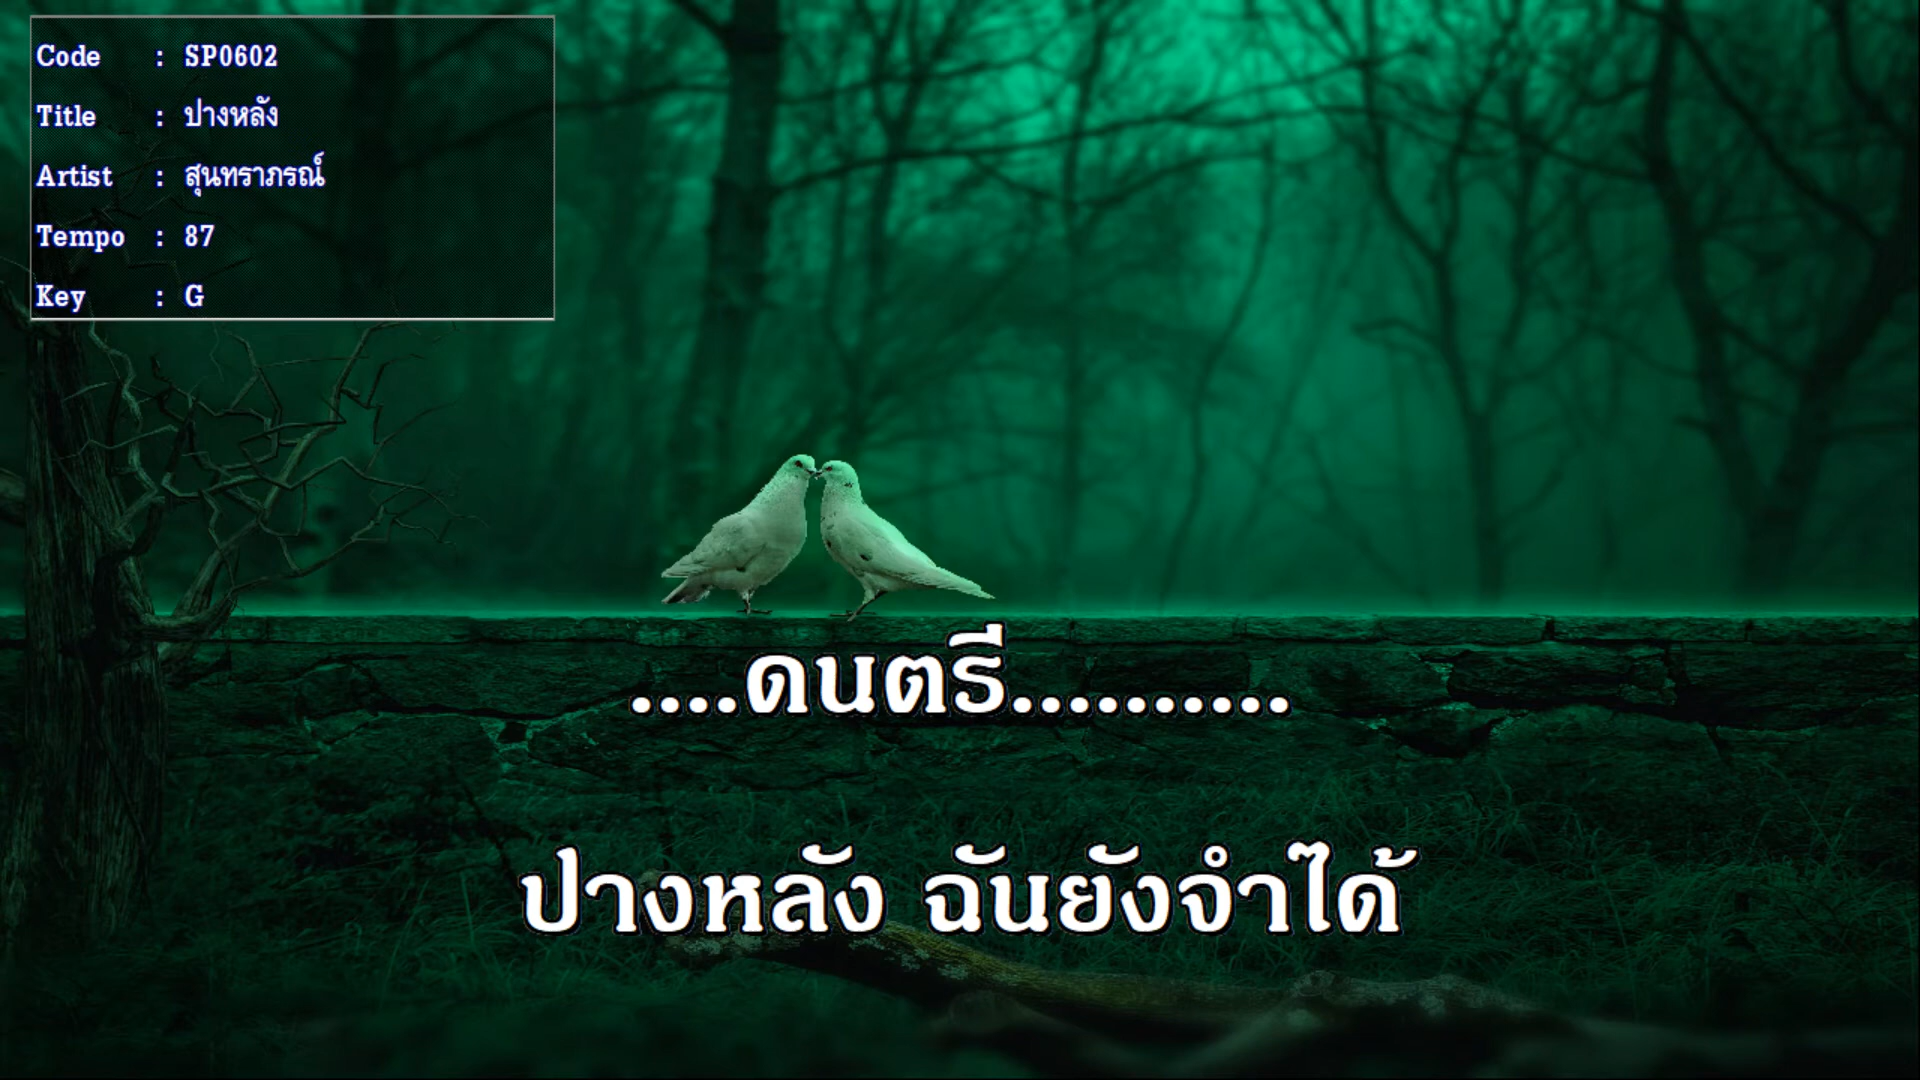 Code : SP0602
Title : ปางหลัง
Artist : สุนทราภรณ์
Tempo : 87
Key : G
....ดนตรี..........
ปางหลัง ฉันยังจำได้